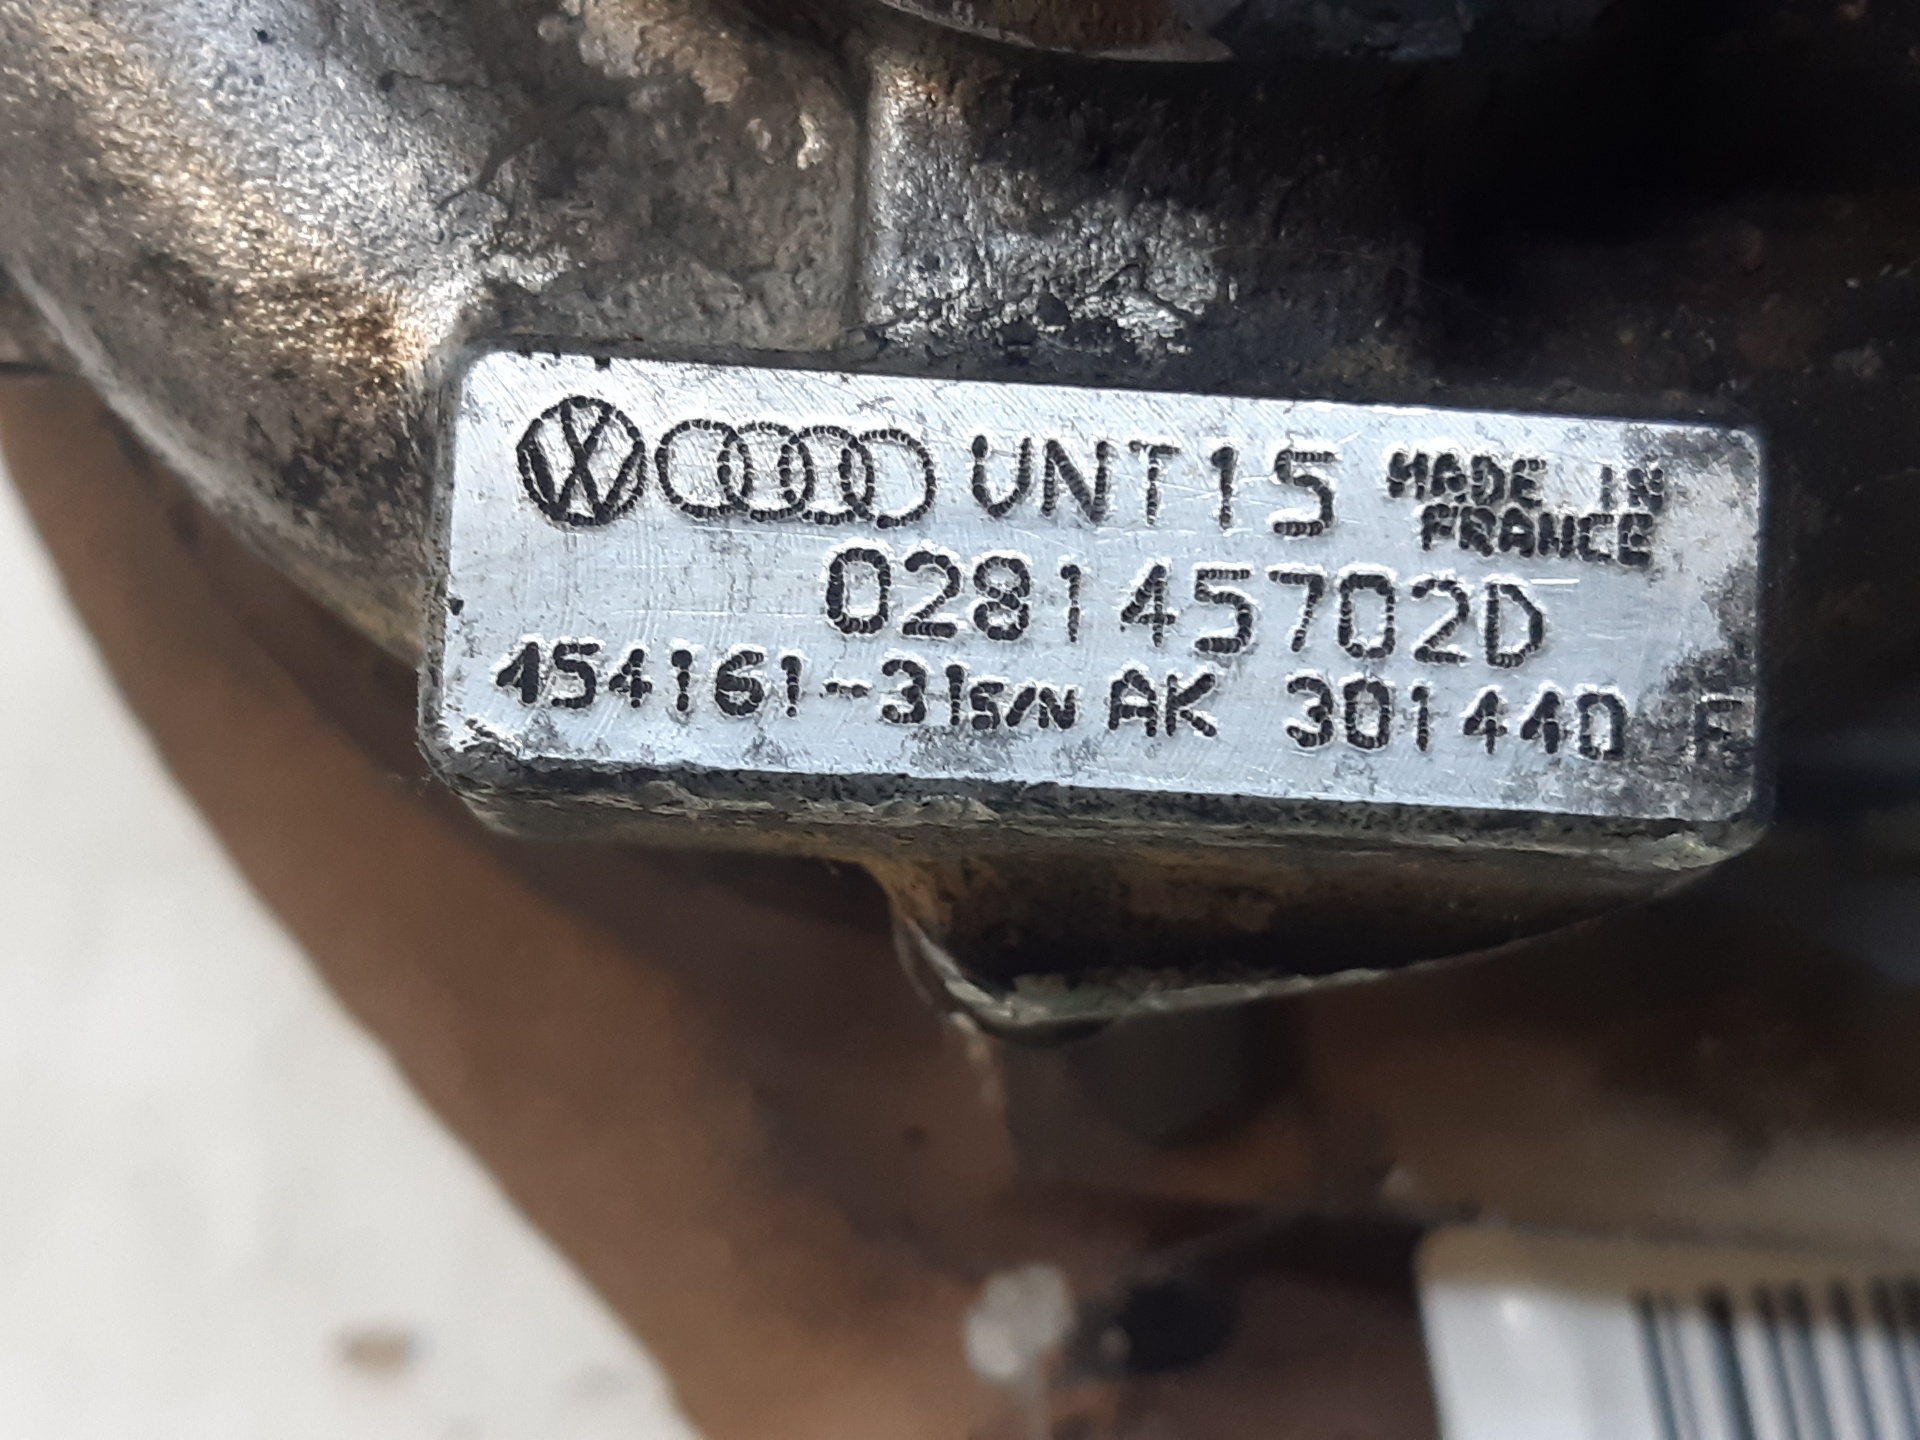 UNT15 MADE IN FRANCE
028145702D
454161-3 S/N AK 301440 F